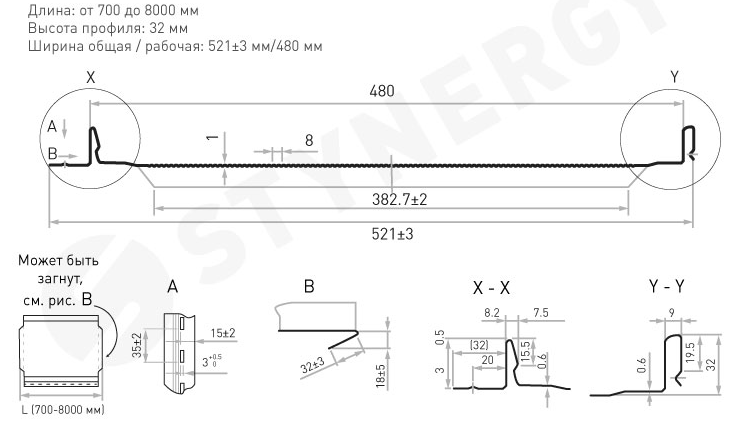 Длина: от 700 до 8000 мм
Высота профиля: 32 мм
Ширина общая / рабочая: 521±3 мм/480 мм
STYNERGY
X
Y
480
A
B
1
8
382.7±2
521±3
Может быть
загнут,
см. рис. B
L (700-8000 мм)
A
35±2
15±2
3 +0.5 0
B
32±3
18±5
X - X
8.2
7.5
0.5
(32)
3
20
15.5
0.6
Y - Y
9
0.6
19.5
32